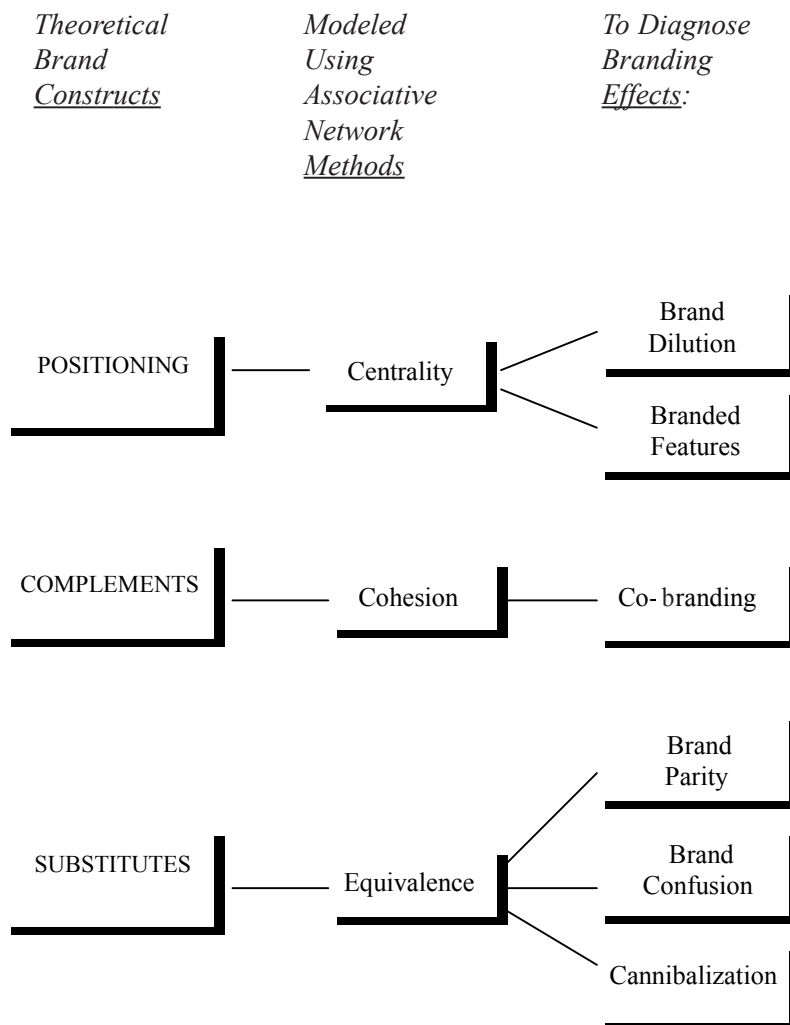 Theoretical
Brand
Constructs
Modeled
Using
Associative
Network
Methods
To Diagnose
Branding
Effects:
POSITIONING
Centrality
Brand
Dilution
Branded
Features
COMPLEMENTS
Cohesion
Co-branding
SUBSTITUTES
Equivalence
Brand
Parity
Brand
Confusion
Cannibalization